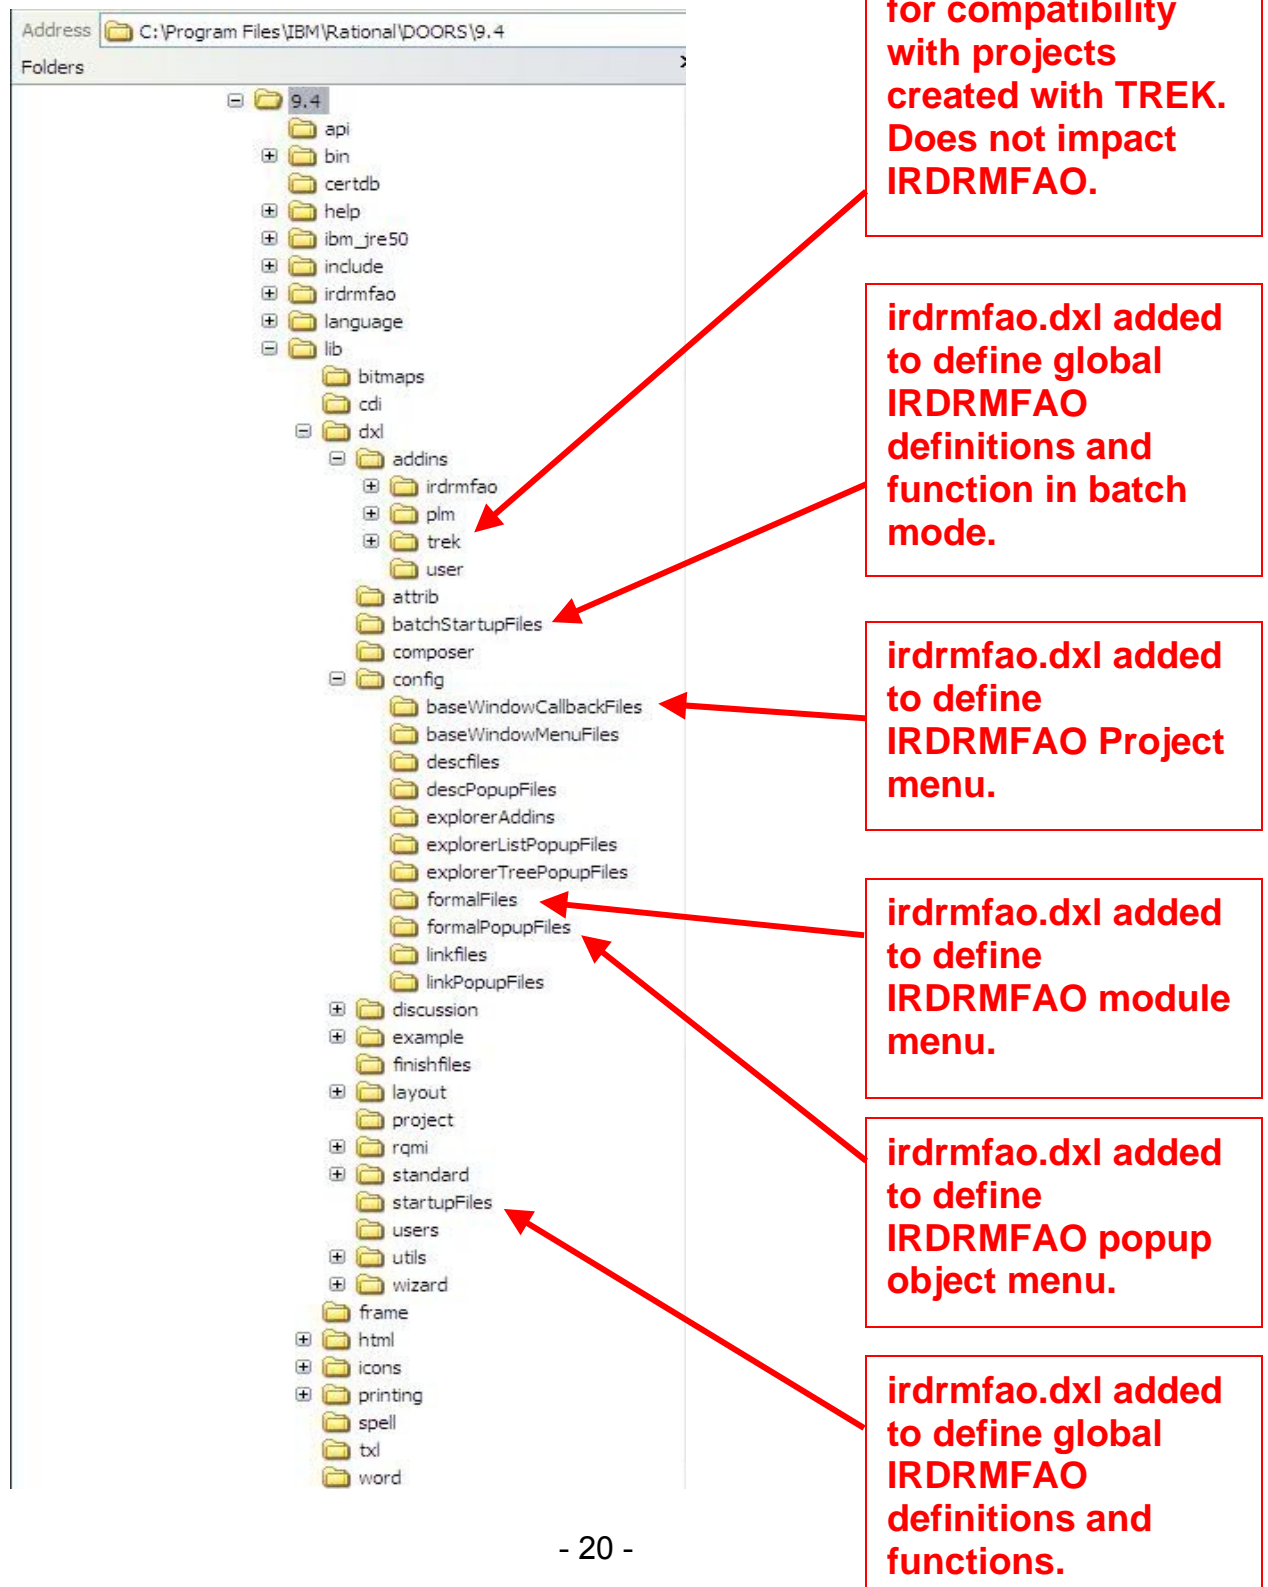 Address C:\Program Files\IBM\Rational\DOORS\9.4
Folders
9.4
api
bin
certdb
help
ibm_jre50
include
irdrmfao
language
lib
bitmaps
cdi
dxl
addins
irdrmfao
plm
trek
user
attrib
batchStartupFiles
composer
config
baseWindowCallbackFiles
baseWindowMenuFiles
descfiles
descPopupFiles
explorerAddins
explorerListPopupFiles
explorerTreePopupFiles
formalFiles
formalPopupFiles
linkfiles
linkPopupFiles
discussion
example
finishfiles
layout
project
rqmi
standard
startupFiles
users
utils
wizard
frame
html
icons
printing
spell
txl
word
for compatibility
with projects
created with TREK.
Does not impact
IRDRMFAO.
irdrmfao.dxl added
to define global
IRDRMFAO
definitions and
function in batch
mode.
irdrmfao.dxl added
to define
IRDRMFAO Project
menu.
irdrmfao.dxl added
to define
IRDRMFAO module
menu.
irdrmfao.dxl added
to define
IRDRMFAO popup
object menu.
irdrmfao.dxl added
to define global
IRDRMFAO
definitions and
functions.
- 20 -